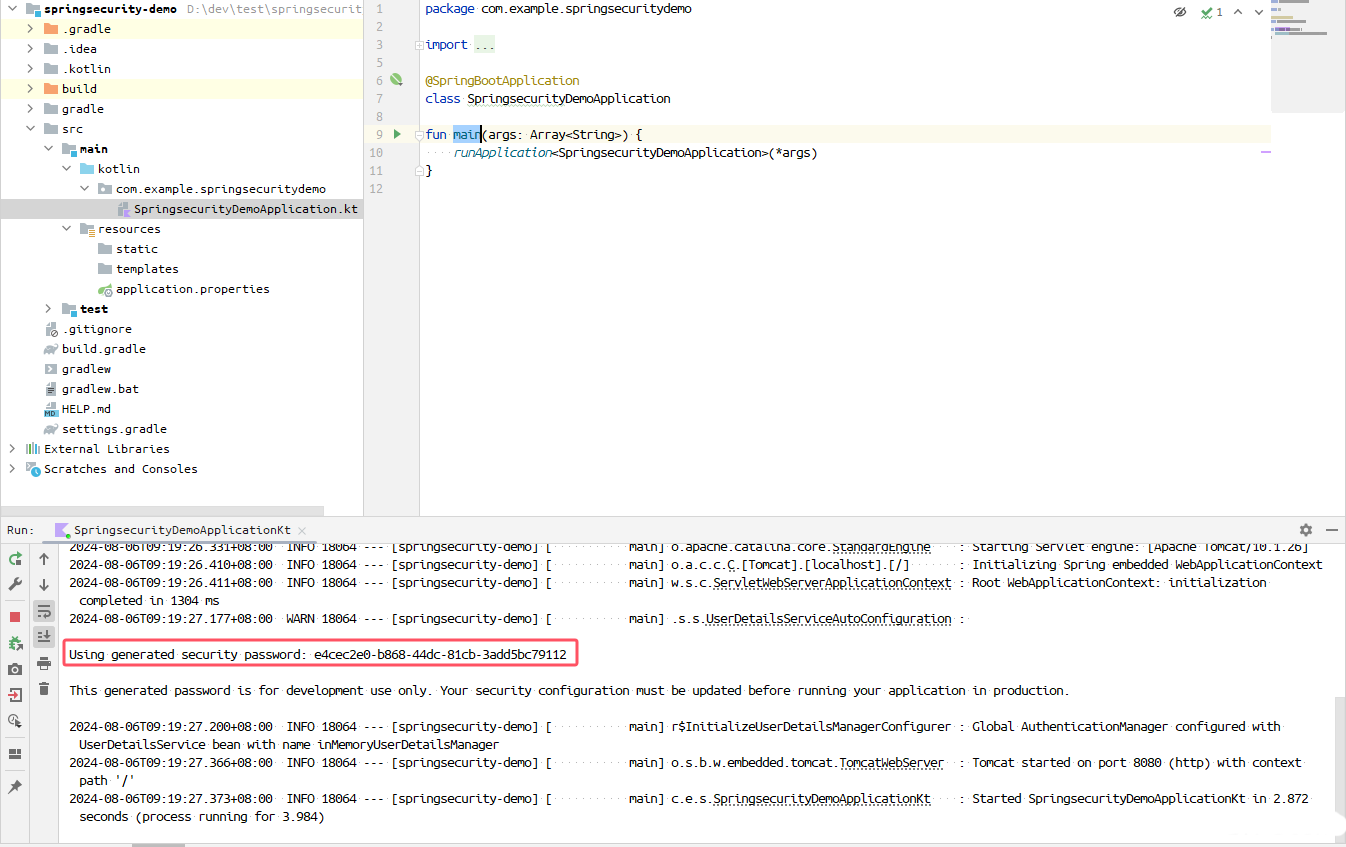 springsecurity-demo D:\dev\test\springsecurit
.gradle
.idea
.kotlin
build
gradle
src
main
kotlin
com.example.springsecuritydemo
SpringsecurityDemoApplication.kt
resources
static
templates
application.properties
test
.gitignore
build.gradle
gradlew
gradlew.bat
HELP.md
settings.gradle
External Libraries
Scratches and Consoles
1 package com.example.springsecuritydemo
2
3 import ...
5
6 @SpringBootApplication
7 class SpringsecurityDemoApplication
8
9 fun main(args: Array<String>) {
10 runApplication<SpringsecurityDemoApplication>(*args)
11 }
12
1
Run: SpringsecurityDemoApplicationKt
2024-08-06T09:19:26.331+08:00 INFO 18064 --- [springsecurity-demo] [ main] o.apache.catalina.core.StandardEngine : Starting Servlet engine: [Apache Tomcat/10.1.26]
2024-08-06T09:19:26.410+08:00 INFO 18064 --- [springsecurity-demo] [ main] o.a.c.c.C.[Tomcat].[localhost].[/] : Initializing Spring embedded WebApplicationContext
2024-08-06T09:19:26.411+08:00 INFO 18064 --- [springsecurity-demo] [ main] w.s.c.ServletWebServerApplicationContext : Root WebApplicationContext: initialization
completed in 1304 ms
2024-08-06T09:19:27.177+08:00 WARN 18064 --- [springsecurity-demo] [ main] .s.s.UserDetailsServiceAutoConfiguration :
Using generated security password: e4cec2e0-b868-44dc-81cb-3add5bc79112
This generated password is for development use only. Your security configuration must be updated before running your application in production.
2024-08-06T09:19:27.200+08:00 INFO 18064 --- [springsecurity-demo] [ main] r$InitializeUserDetailsManagerConfigurer : Global AuthenticationManager configured with
UserDetailsService bean with name inMemoryUserDetailsManager
2024-08-06T09:19:27.366+08:00 INFO 18064 --- [springsecurity-demo] [ main] o.s.b.w.embedded.tomcat.TomcatWebServer : Tomcat started on port 8080 (http) with context
path '/'
2024-08-06T09:19:27.373+08:00 INFO 18064 --- [springsecurity-demo] [ main] c.e.s.SpringsecurityDemoApplicationKt : Started SpringsecurityDemoApplicationKt in 2.872
seconds (process running for 3.984)